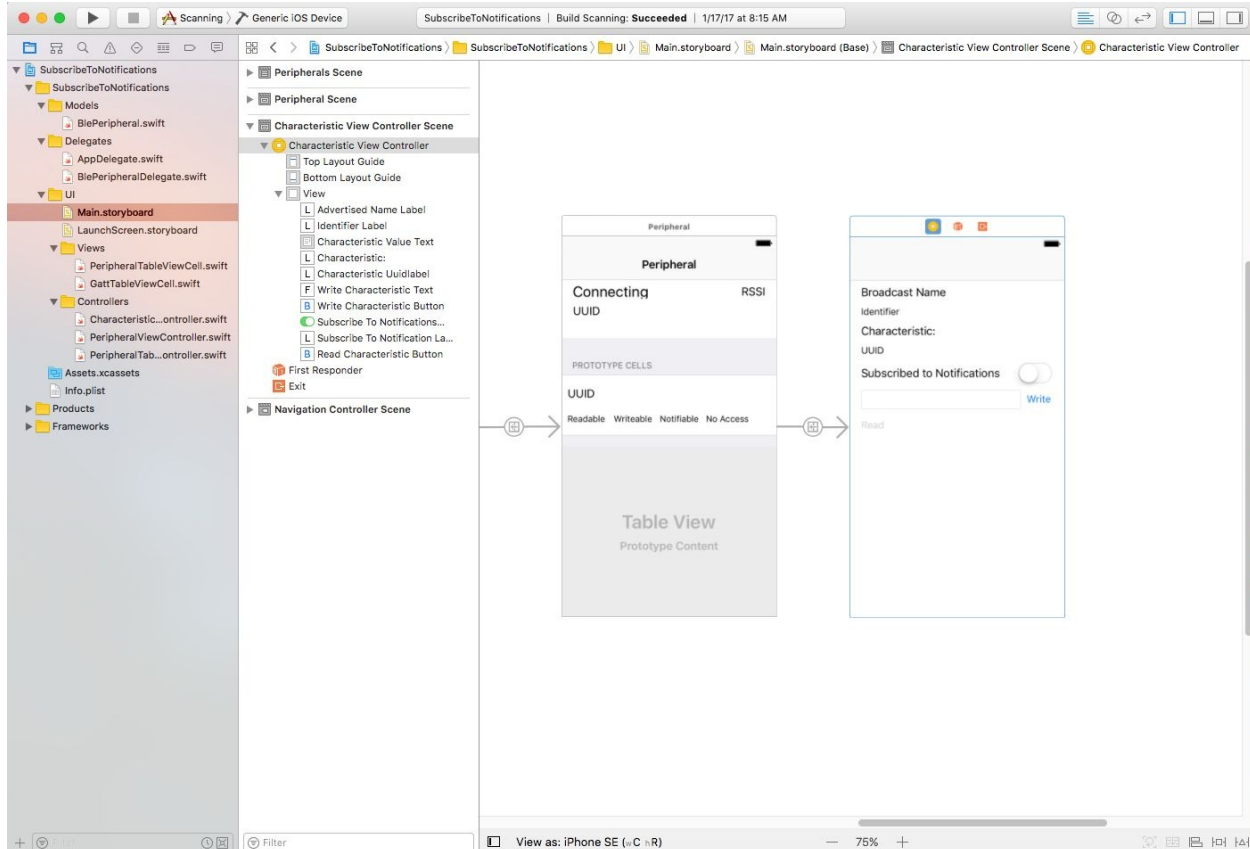 Scanning
Generic iOS Device
SubscribeToNotifications | Build Scanning: Succeeded | 1/17/17 at 8:15 AM
SubscribeToNotifications
SubscribeToNotifications
UI
Main.storyboard
Main.storyboard (Base)
Characteristic View Controller Scene
Characteristic View Controller
SubscribeToNotifications
SubscribeToNotifications
Models
BlePeripheral.swift
Delegates
AppDelegate.swift
BlePeripheralDelegate.swift
UI
Main.storyboard
LaunchScreen.storyboard
Views
PeripheralTableViewCell.swift
GattTableViewCell.swift
Controllers
Characteristic...ontroller.swift
PeripheralViewController.swift
PeripheralTab...ontroller.swift
Assets.xcassets
Info.plist
Products
Frameworks
Peripherals Scene
Peripheral Scene
Characteristic View Controller Scene
Characteristic View Controller
Top Layout Guide
Bottom Layout Guide
View
L Advertised Name Label
L Identifier Label
Characteristic Value Text
L Characteristic:
L Characteristic Uuidlabel
F Write Characteristic Text
B Write Characteristic Button
Subscribe To Notifications...
L Subscribe To Notification La...
B Read Characteristic Button
First Responder
Exit
Navigation Controller Scene
Peripheral
Peripheral
Connecting RSSI
UUID
PROTOTYPE CELLS
UUID
Readable Writeable Notifiable No Access
Table View
Prototype Content
Broadcast Name
Identifier
Characteristic:
UUID
Subscribed to Notifications
Write
Read
Filter
View as: iPhone SE (wC hR)
75%